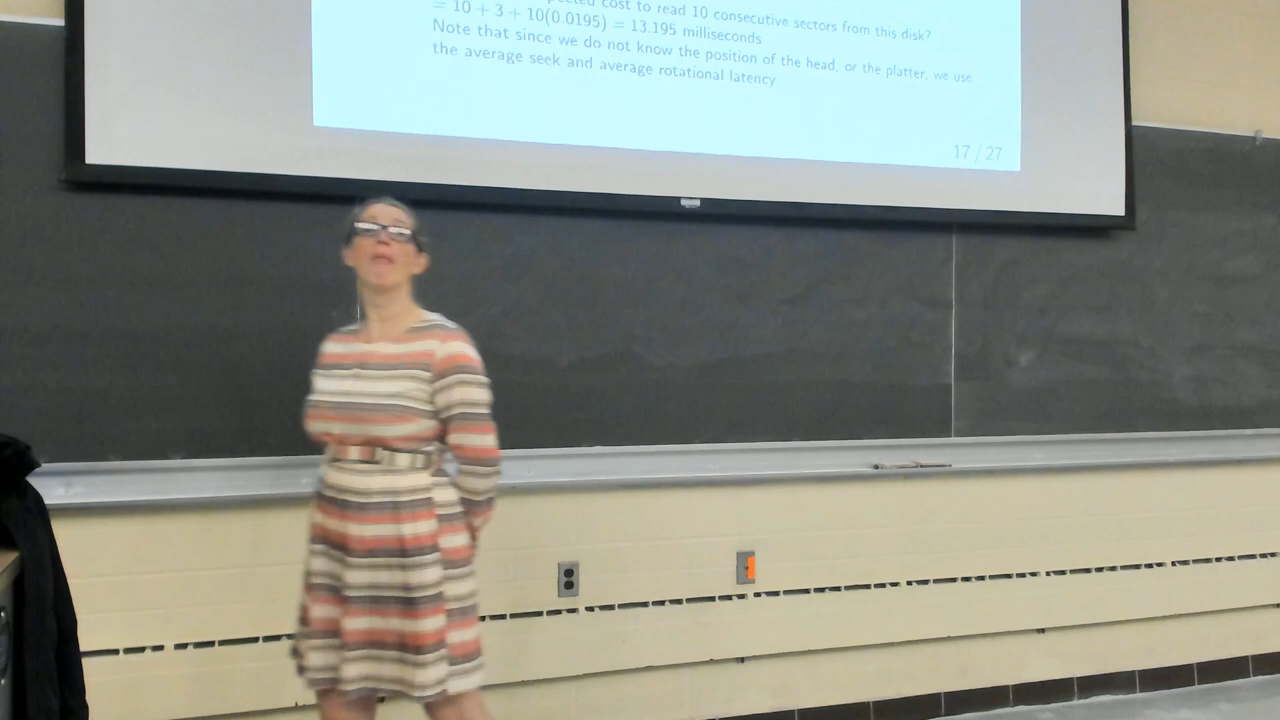 cost to read 10 consecutive sectors from this disk?
= 10 + 3 + 10(0.0195) = 13.195 milliseconds
Note that since we do not know the position of the head, or the platter, we use
the average seek and average rotational latency
17 / 27